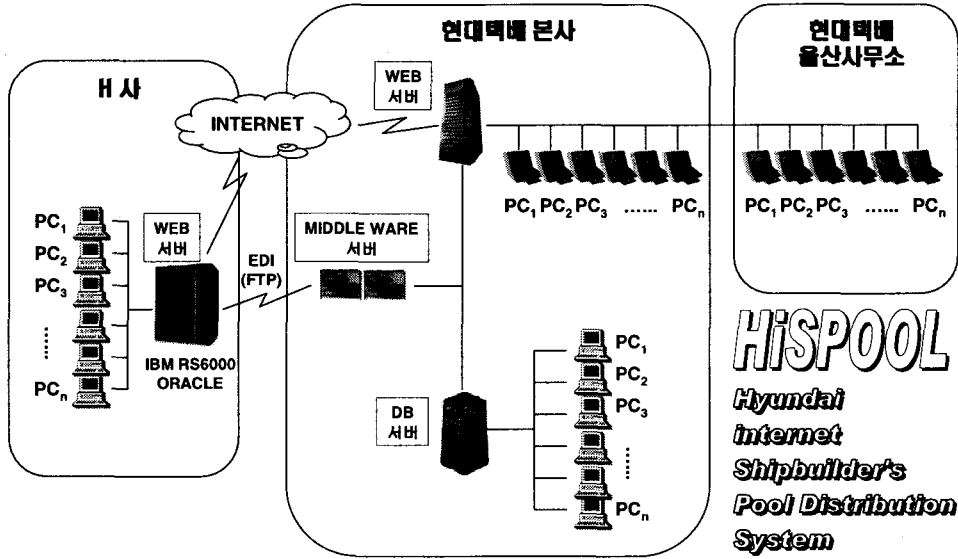 H 사
PC1
PC2
PC3
......
PCn
WEB
서버
IBM RS6000
ORACLE
INTERNET
EDI
(FTP)
현대택배 본사
WEB
서버
PC1 PC2 PC3 ...... PCn
MIDDLE WARE
서버
DB
서버
PC1
PC2
PC3
......
PCn
현대택배
울산사무소
PC1 PC2 PC3 ...... PCn
HiSPOOL
Hyundai
internet
Shipbuilder's
Pool Distribution
System